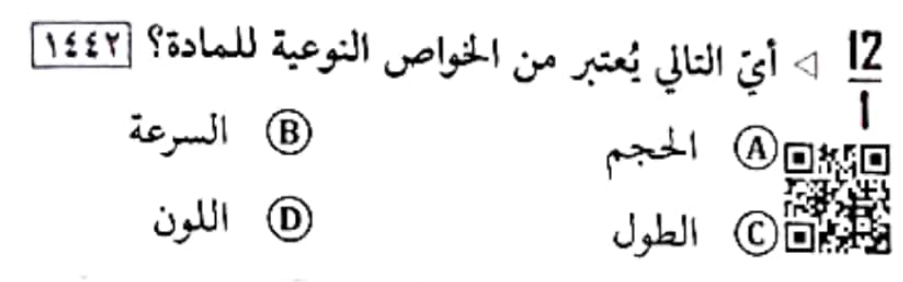 12/1 ◁ أيّ التالي يُعتبر من الخواص النوعية للمادة؟ ١٤٤٢
Ⓐ الحجم Ⓑ السرعة
Ⓒ الطول Ⓓ اللون